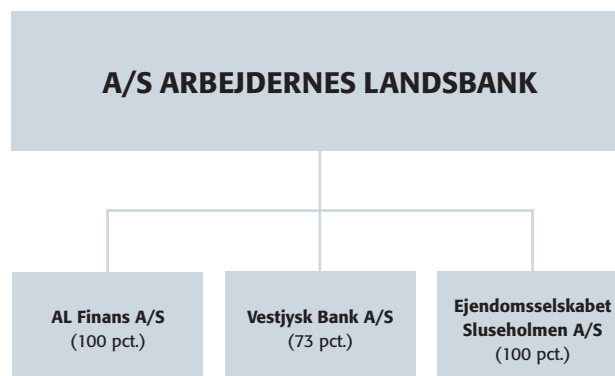 A/S ARBEJDERNES LANDSBANK
AL Finans A/S
(100 pct.)
Vestjysk Bank A/S
(73 pct.)
Ejendomsselskabet
Sluseholmen A/S
(100 pct.)